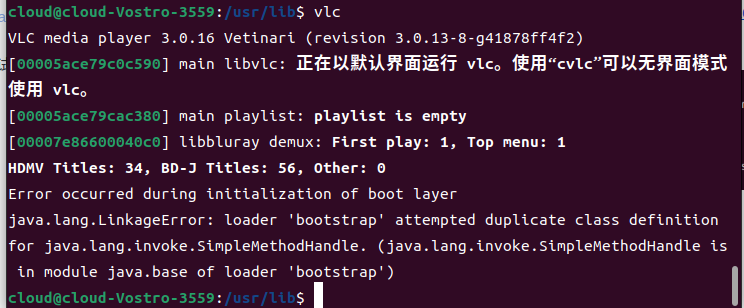 cloud@cloud-Vostro-3559:/usr/lib$ vlc
VLC media player 3.0.16 Vetinari (revision 3.0.13-8-g41878ff4f2)
[00005ace79c0c590] main libvlc: 正在以默认界面运行 vlc。使用“cvlc”可以无界面模式
使用 vlc。
[00005ace79cac380] main playlist: playlist is empty
[00007e86600040c0] libbluray demux: First play: 1, Top menu: 1
HDMV Titles: 34, BD-J Titles: 56, Other: 0
Error occurred during initialization of boot layer
java.lang.LinkageError: loader 'bootstrap' attempted duplicate class definition
for java.lang.invoke.SimpleMethodHandle. (java.lang.invoke.SimpleMethodHandle is
 in module java.base of loader 'bootstrap')
cloud@cloud-Vostro-3559:/usr/lib$